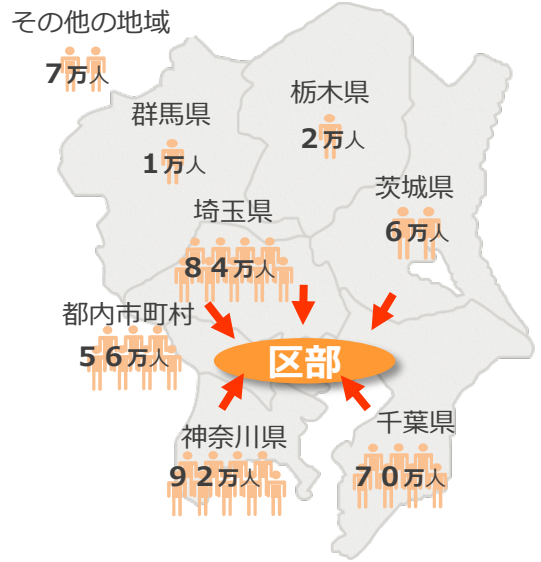 その他の地域
7万人
栃木県
2万人
群馬県
1万人
茨城県
6万人
埼玉県
84万人
都内市町村
56万人
区部
千葉県
70万人
神奈川県
92万人